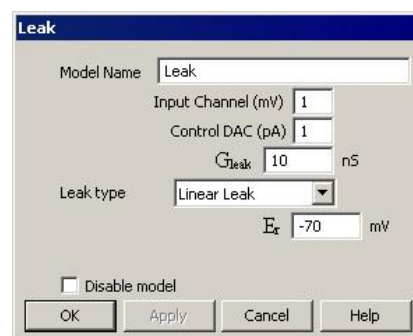 Leak
Model Name Leak
Input Channel (mV) 1
Control DAC (pA) 1
Gleak 10 nS
Leak type Linear Leak
Er -70 mV
Disable model
OK Apply Cancel Help